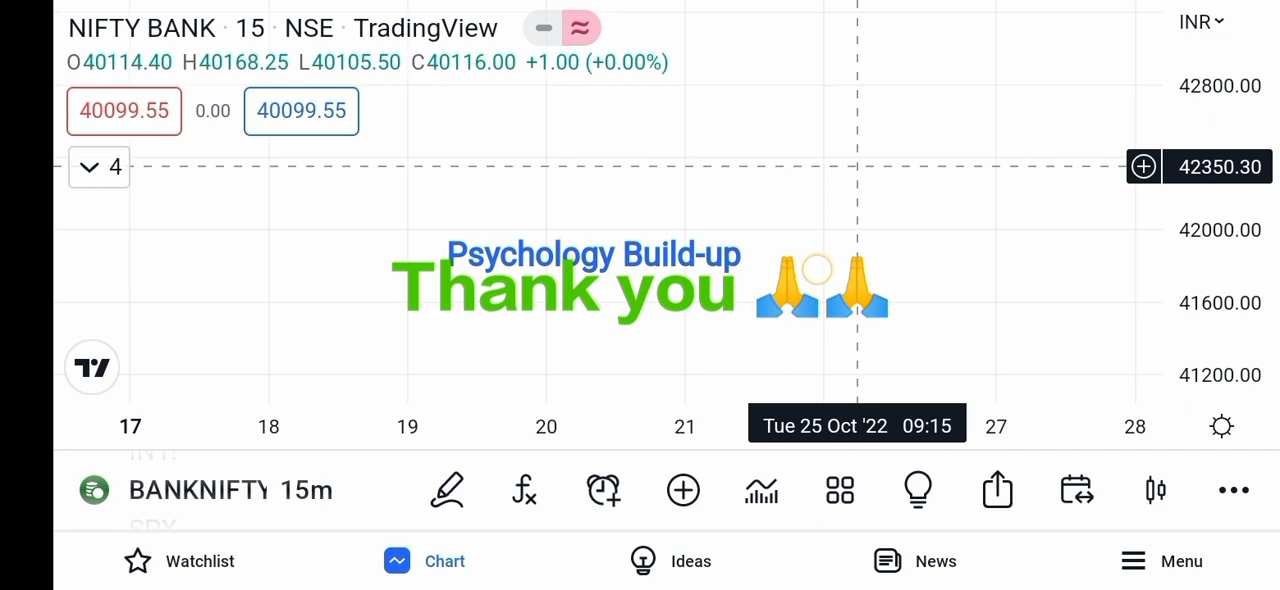 NIFTY BANK · 15 · NSE · TradingView
INR
O40114.40 H40168.25 L40105.50 C40116.00 +1.00 (+0.00%)
42800.00
40099.55 0.00 40099.55
4
42350.30
42000.00
Psychology Build-up
Thank you 🙏🙏
41600.00
41200.00
17 18 19 20 21 Tue 25 Oct '22 09:15 27 28
BANKNIFTY 15m
Watchlist Chart Ideas News Menu